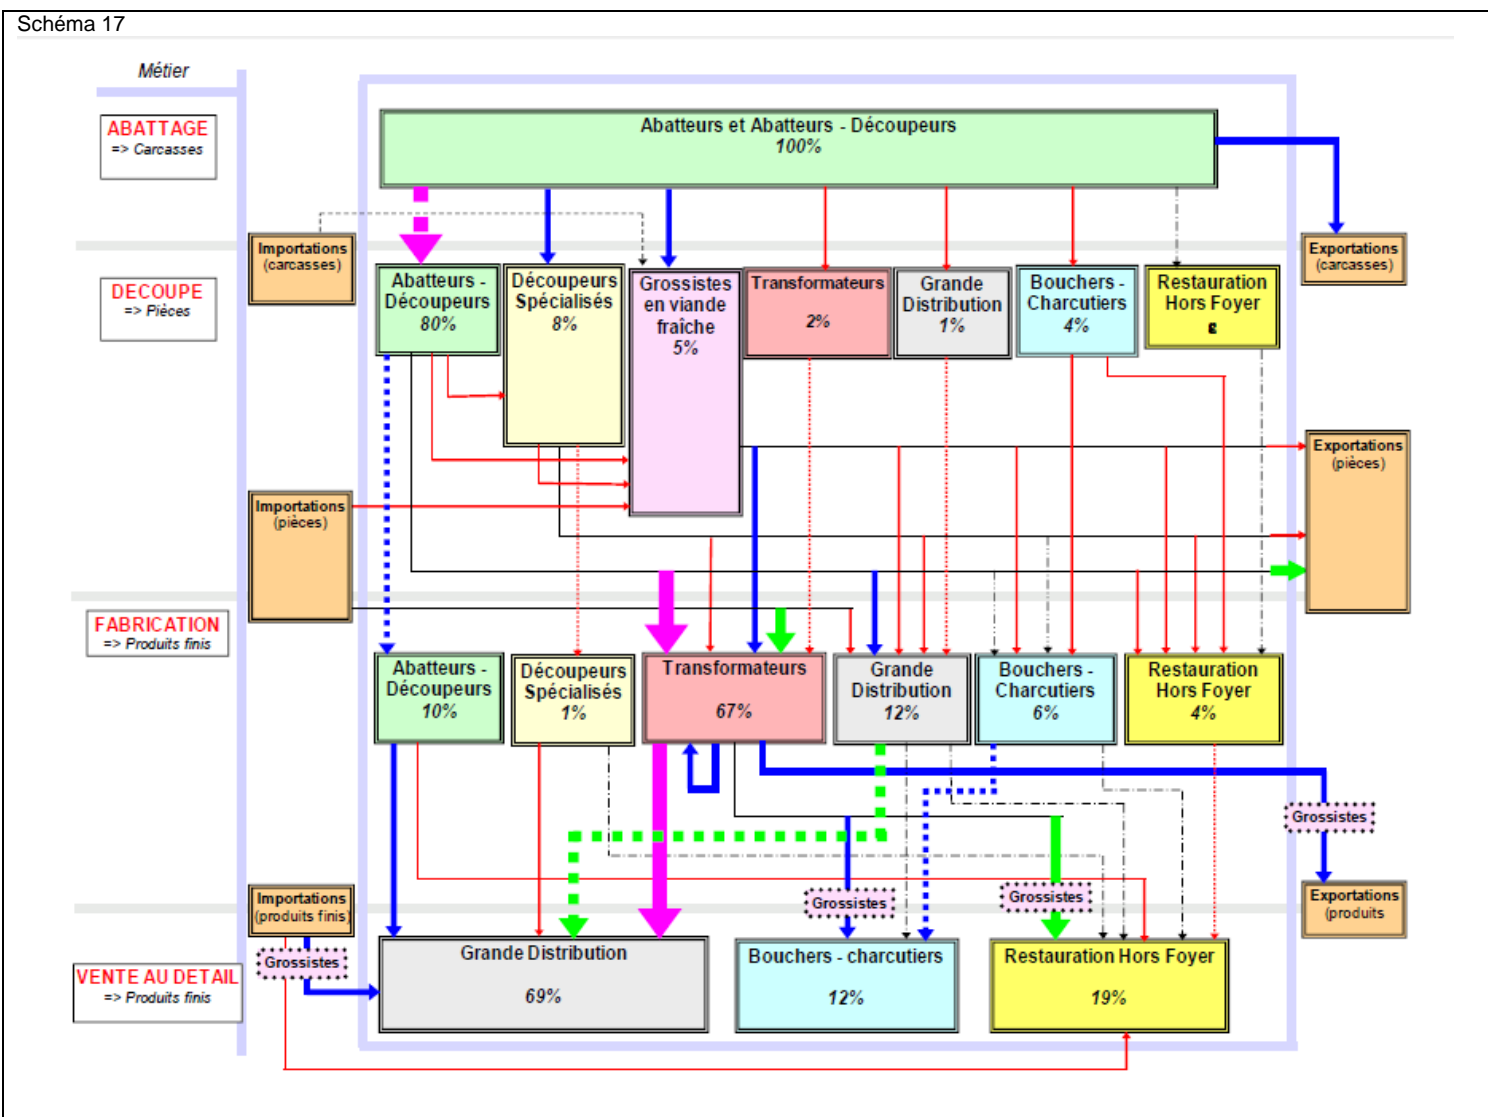 Schéma 17
Métier
ABATTAGE
=> Carcasses
Abatteurs et Abatteurs - Découpeurs
100%
Importations
(carcasses)
Exportations
(carcasses)
DECOUPE
=> Pièces
Abatteurs -
Découpeurs
80%
Découpeurs
Spécialisés
8%
Grossistes
en viande
fraîche
5%
Transformateurs
2%
Grande
Distribution
1%
Bouchers -
Charcutiers
4%
Restauration
Hors Foyer
Importations
(pièces)
Exportations
(pièces)
FABRICATION
=> Produits finis
Abatteurs -
Découpeurs
10%
Découpeurs
Spécialisés
1%
Transformateurs
67%
Grande
Distribution
12%
Bouchers -
Charcutiers
6%
Restauration
Hors Foyer
4%
Grossistes
Grossistes
Grossistes
Importations
(produits finis)
Grossistes
Exportations
(produits
VENTE AU DETAIL
=> Produits finis
Grande Distribution
69%
Bouchers - charcutiers
12%
Restauration Hors Foyer
19%